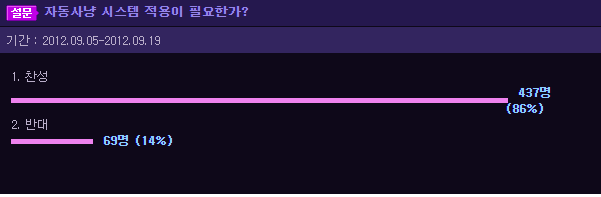 설문 자동사냥 시스템 적용이 필요한가?
기간 : 2012.09.05-2012.09.19
1. 찬성
437명
(86%)
2. 반대
69명 (14%)